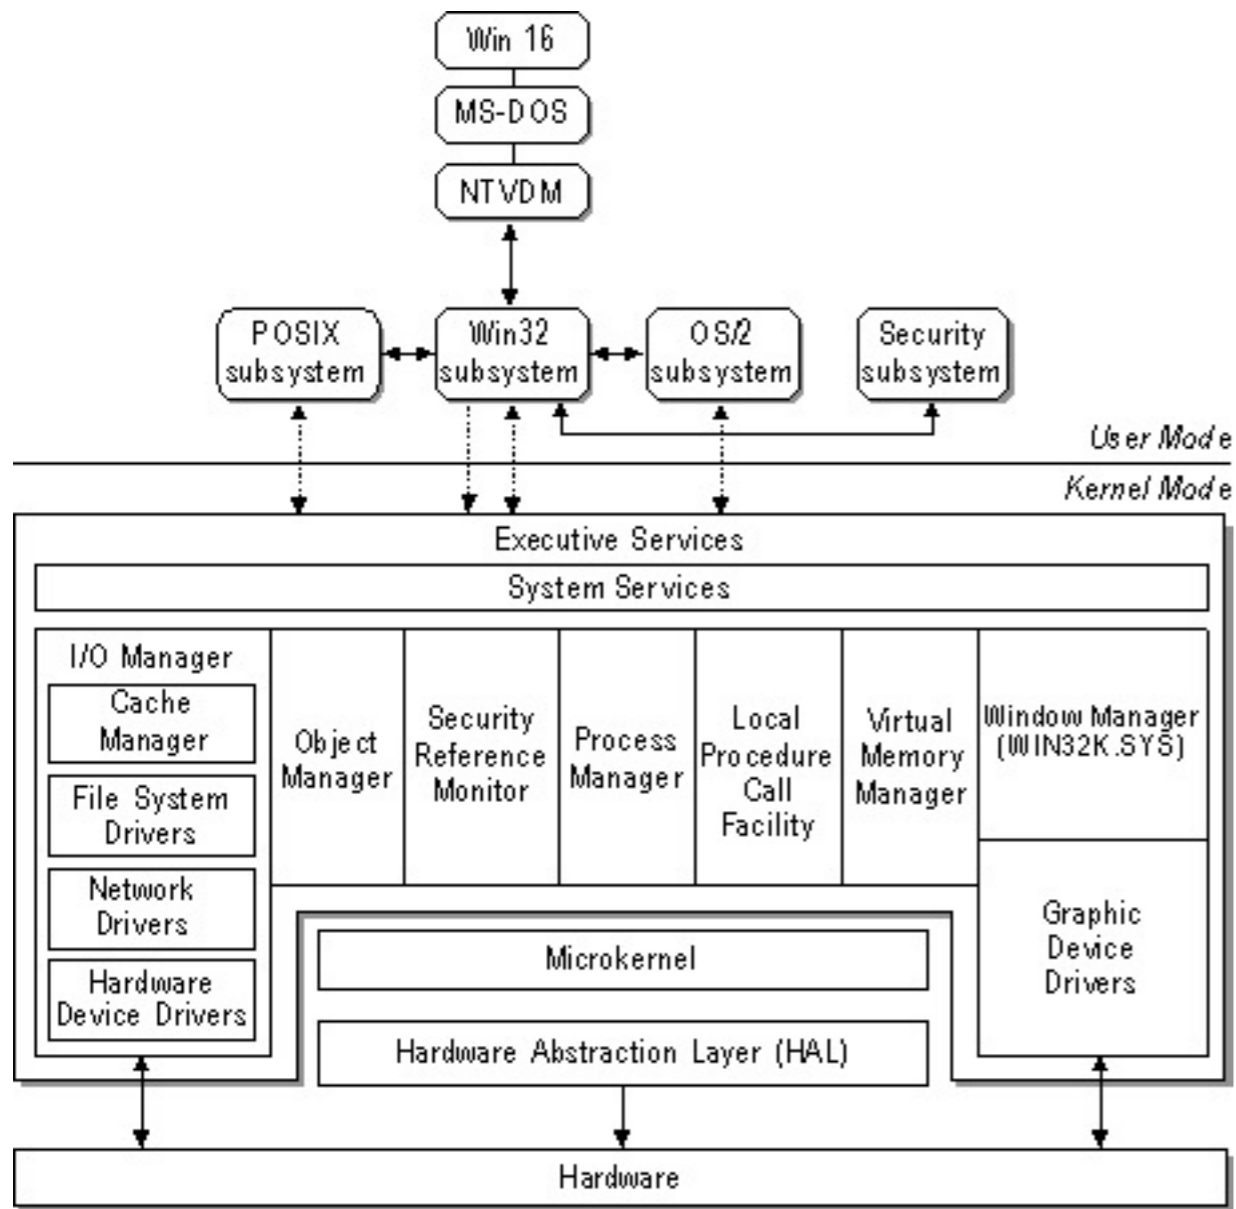 Win 16
MS-DOS
NTVDM
POSIX
subsystem
Win32
subsystem
OS/2
subsystem
Security
subsystem
User Mode
Kernel Mode
Executive Services
System Services
I/O Manager
Cache
Manager
File System
Drivers
Network
Drivers
Hardware
Device Drivers
Object
Manager
Security
Reference
Monitor
Process
Manager
Local
Procedure
Call
Facility
Virtual
Memory
Manager
Window Manager
(WIN32K.SYS)
Graphic
Device
Drivers
Microkernel
Hardware Abstraction Layer (HAL)
Hardware